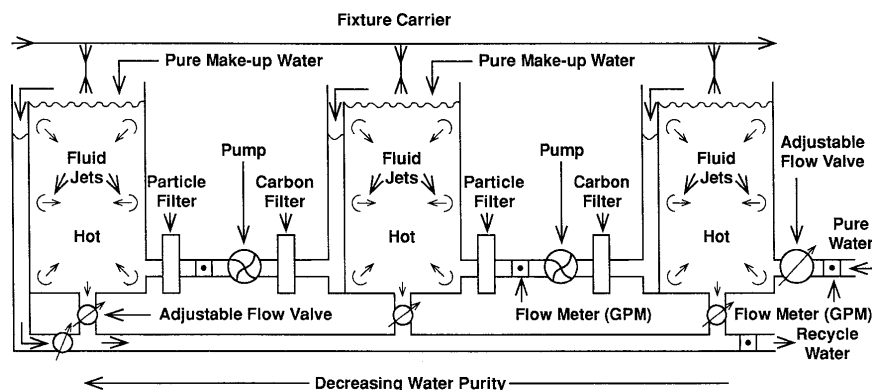 Fixture Carrier
Pure Make-up Water
Pure Make-up Water
Fluid
Jets
Hot
Particle
Filter
Pump
Carbon
Filter
Fluid
Jets
Hot
Particle
Filter
Pump
Carbon
Filter
Fluid
Jets
Hot
Adjustable
Flow Valve
Pure
Water
Adjustable Flow Valve
Flow Meter (GPM)
Flow Meter (GPM)
Recycle
Water
Decreasing Water Purity